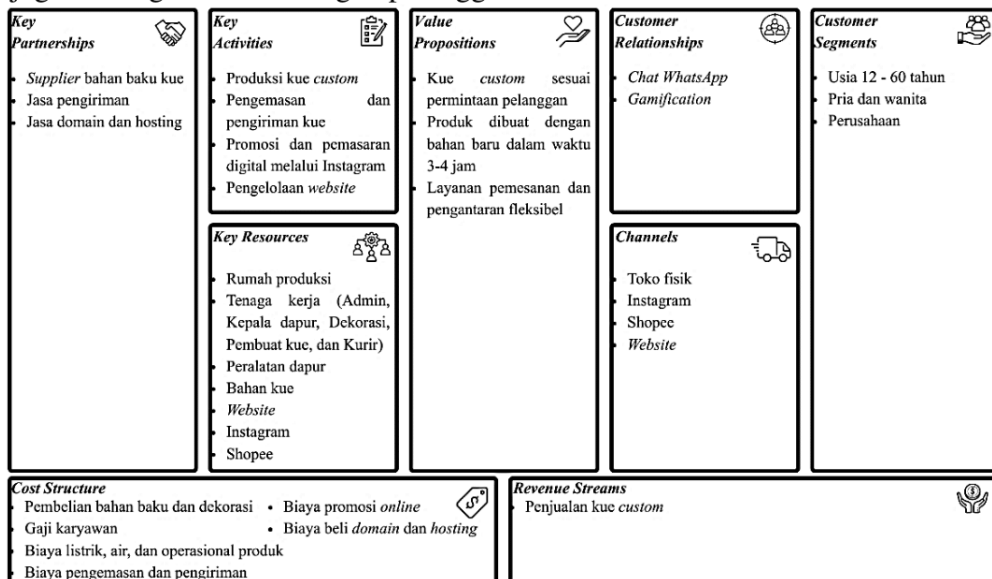 Key
Partnerships
Supplier bahan baku kue
Jasa pengiriman
Jasa domain dan hosting
Key
Activities
Produksi kue custom
Pengemasan dan
pengiriman kue
Promosi dan pemasaran
digital melalui Instagram
Pengelolaan website
Key Resources
Rumah produksi
Tenaga kerja (Admin,
Kepala dapur, Dekorasi,
Pembuat kue, dan Kurir)
Peralatan dapur
Bahan kue
Website
Instagram
Shopee
Value
Propositions
Kue custom sesuai
permintaan pelanggan
Produk dibuat dengan
bahan baru dalam waktu
3-4 jam
Layanan pemesanan dan
pengantaran fleksibel
Customer
Relationships
Chat WhatsApp
Gamification
Channels
Toko fisik
Instagram
Shopee
Website
Customer
Segments
Usia 12 - 60 tahun
Pria dan wanita
Perusahaan
Cost Structure
Pembelian bahan baku dan dekorasi
Gaji karyawan
Biaya listrik, air, dan operasional produk
Biaya pengemasan dan pengiriman
Biaya promosi online
Biaya beli domain dan hosting
Revenue Streams
Penjualan kue custom